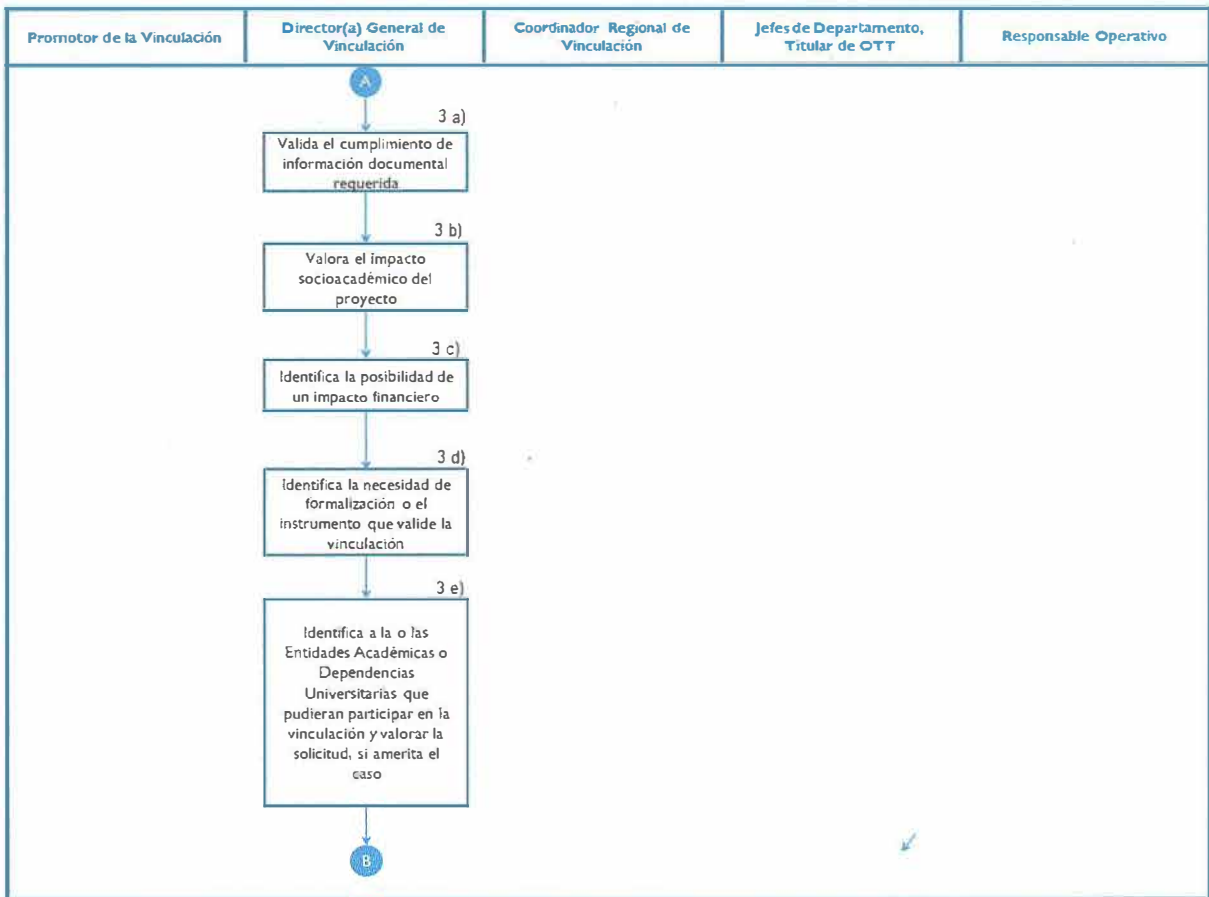 Promotor de la Vinculación
Director(a) General de
Vinculación
Coordinador Regional de
Vinculación
Jefes de Departamento,
Titular de OTT
Responsable Operativo
A
3 a)
Valida el cumplimiento de
información documental
requerida
3 b)
Valora el impacto
socioacadémico del
proyecto
3 c)
Identifica la posibilidad de
un impacto financiero
3 d)
Identifica la necesidad de
formalización o el
instrumento que valide la
vinculación
3 e)
Identifica a la o las
Entidades Académicas o
Dependencias
Universitarias que
pudieran participar en la
vinculación y valorar la
solicitud, si amerita el
caso
B